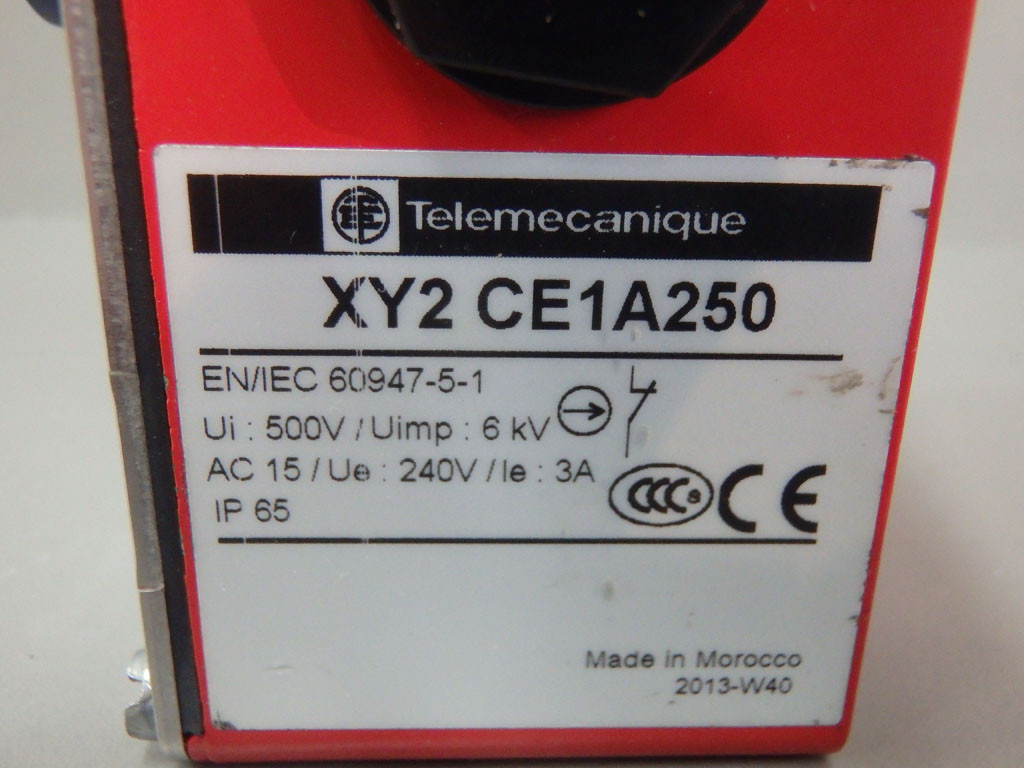 Telemecanique
XY2 CE1A250
EN/IEC 60947-5-1
Ui : 500V / Uimp : 6 kV
AC 15 / Ue : 240V / Ie : 3A
IP 65
CCC S CE
Made in Morocco
2013-W40